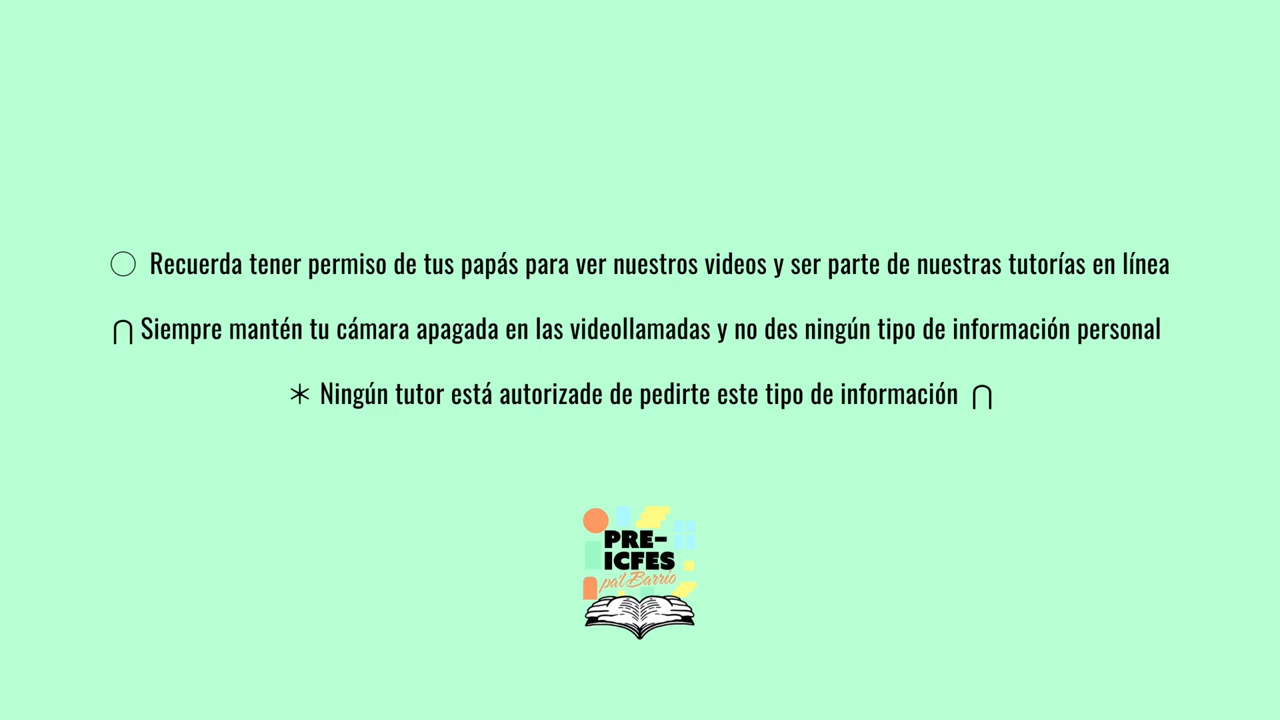 Recuerda tener permiso de tus papás para ver nuestros videos y ser parte de nuestras tutorías en línea
Siempre mantén tu cámara apagada en las videollamadas y no des ningún tipo de información personal
Ningún tutor está autorizade de pedirte este tipo de información
PRE-
ICFES
pa'l Barrio